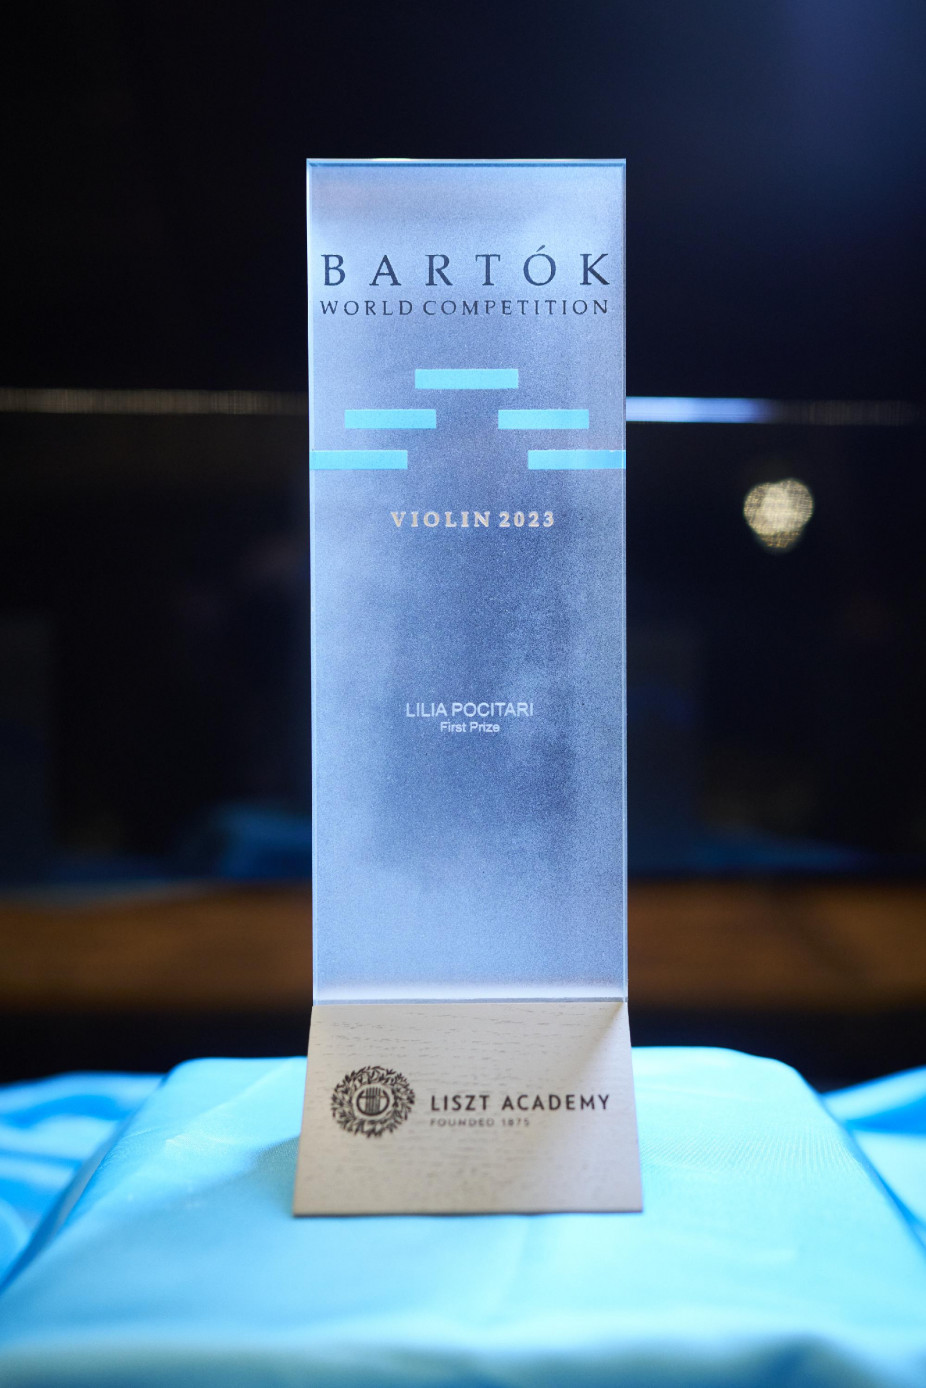 BARTÓK
WORLD COMPETITION
VIOLIN 2023
LILIA POCITARI
First Prize
LISZT ACADEMY
FOUNDED 1875